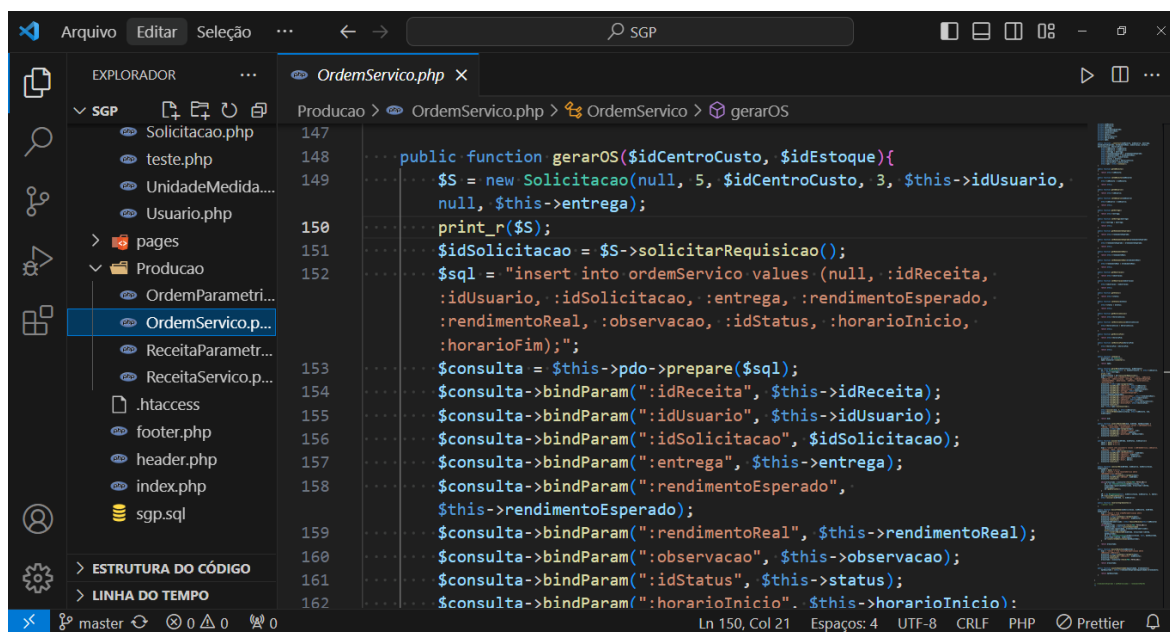 Arquivo Editar Seleção ··· ← → SGP
EXPLORADOR ···
SGP
Solicitacao.php
teste.php
UnidadeMedida....
Usuario.php
> pages
Producao
OrdemParametri...
OrdemServico.p...
ReceitaParametr...
ReceitaServico.p...
.htaccess
footer.php
header.php
index.php
sgp.sql
> ESTRUTURA DO CÓDIGO
> LINHA DO TEMPO
OrdemServico.php ×
Producao > OrdemServico.php > OrdemServico > gerarOS
147
148 public function gerarOS($idCentroCusto, $idEstoque){
149 $S = new Solicitacao(null, 5, $idCentroCusto, 3, $this->idUsuario,
null, $this->entrega);
150 print_r($S);
151 $idSolicitacao = $S->solicitarRequisicao();
152 $sql = "insert into ordemServico values (null, :idReceita,
:idUsuario, :idSolicitacao, :entrega, :rendimentoEsperado,
:rendimentoReal, :observacao, :idStatus, :horarioInicio,
:horarioFim);";
153 $consulta = $this->pdo->prepare($sql);
154 $consulta->bindParam(":idReceita", $this->idReceita);
155 $consulta->bindParam(":idUsuario", $this->idUsuario);
156 $consulta->bindParam(":idSolicitacao", $idSolicitacao);
157 $consulta->bindParam(":entrega", $this->entrega);
158 $consulta->bindParam(":rendimentoEsperado",
$this->rendimentoEsperado);
159 $consulta->bindParam(":rendimentoReal", $this->rendimentoReal);
160 $consulta->bindParam(":observacao", $this->observacao);
161 $consulta->bindParam(":idStatus", $this->status);
162 $consulta->bindParam(":horarioInicio", $this->horarioInicio);
master 0 0 0 Ln 150, Col 21 Espaços: 4 UTF-8 CRLF PHP Prettier